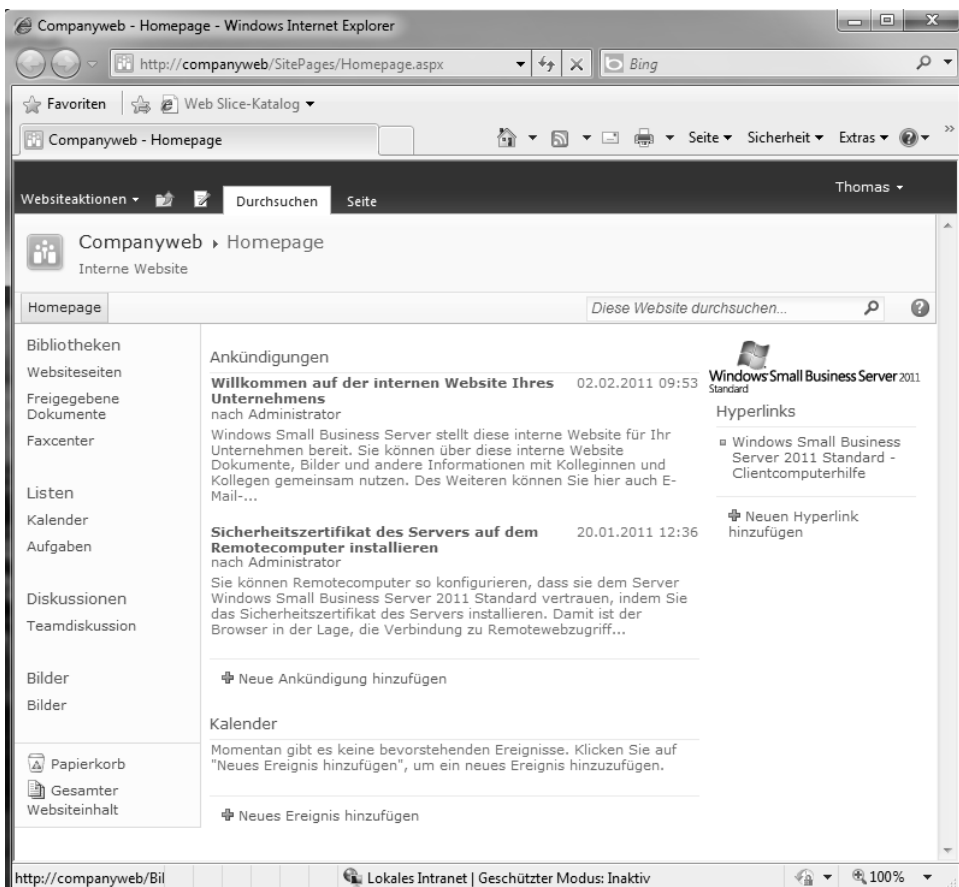 Companyweb - Homepage - Windows Internet Explorer
http://companyweb/SitePages/Homepage.aspx
Bing
Favoriten
Web Slice-Katalog
Companyweb - Homepage
Seite
Sicherheit
Extras
Websiteaktionen
Durchsuchen
Seite
Thomas
Companyweb
Homepage
Interne Website
Homepage
Diese Website durchsuchen...
Bibliotheken
Websiteseiten
Freigegebene
Dokumente
Faxcenter
Listen
Kalender
Aufgaben
Diskussionen
Teamdiskussion
Bilder
Bilder
Papierkorb
Gesamter
Websiteinhalt
Ankündigungen
Willkommen auf der internen Website Ihres 02.02.2011 09:53
Unternehmens
nach Administrator
Windows Small Business Server stellt diese interne Website für Ihr
Unternehmen bereit. Sie können über diese interne Website
Dokumente, Bilder und andere Informationen mit Kolleginnen und
Kollegen gemeinsam nutzen. Des Weiteren können Sie hier auch E-
Mail-...
Sicherheitszertifikat des Servers auf dem 20.01.2011 12:36
Remotecomputer installieren
nach Administrator
Sie können Remotecomputer so konfigurieren, dass sie dem Server
Windows Small Business Server 2011 Standard vertrauen, indem Sie
das Sicherheitszertifikat des Servers installieren. Damit ist der
Browser in der Lage, die Verbindung zu Remotewebzugriff...
Neue Ankündigung hinzufügen
Kalender
Momentan gibt es keine bevorstehenden Ereignisse. Klicken Sie auf
"Neues Ereignis hinzufügen", um ein neues Ereignis hinzuzufügen.
Neues Ereignis hinzufügen
Windows Small Business Server 2011
Standard
Hyperlinks
Windows Small Business
Server 2011 Standard -
Clientcomputerhilfe
Neuen Hyperlink
hinzufügen
http://companyweb/Bil
Lokales Intranet | Geschützter Modus: Inaktiv
100%